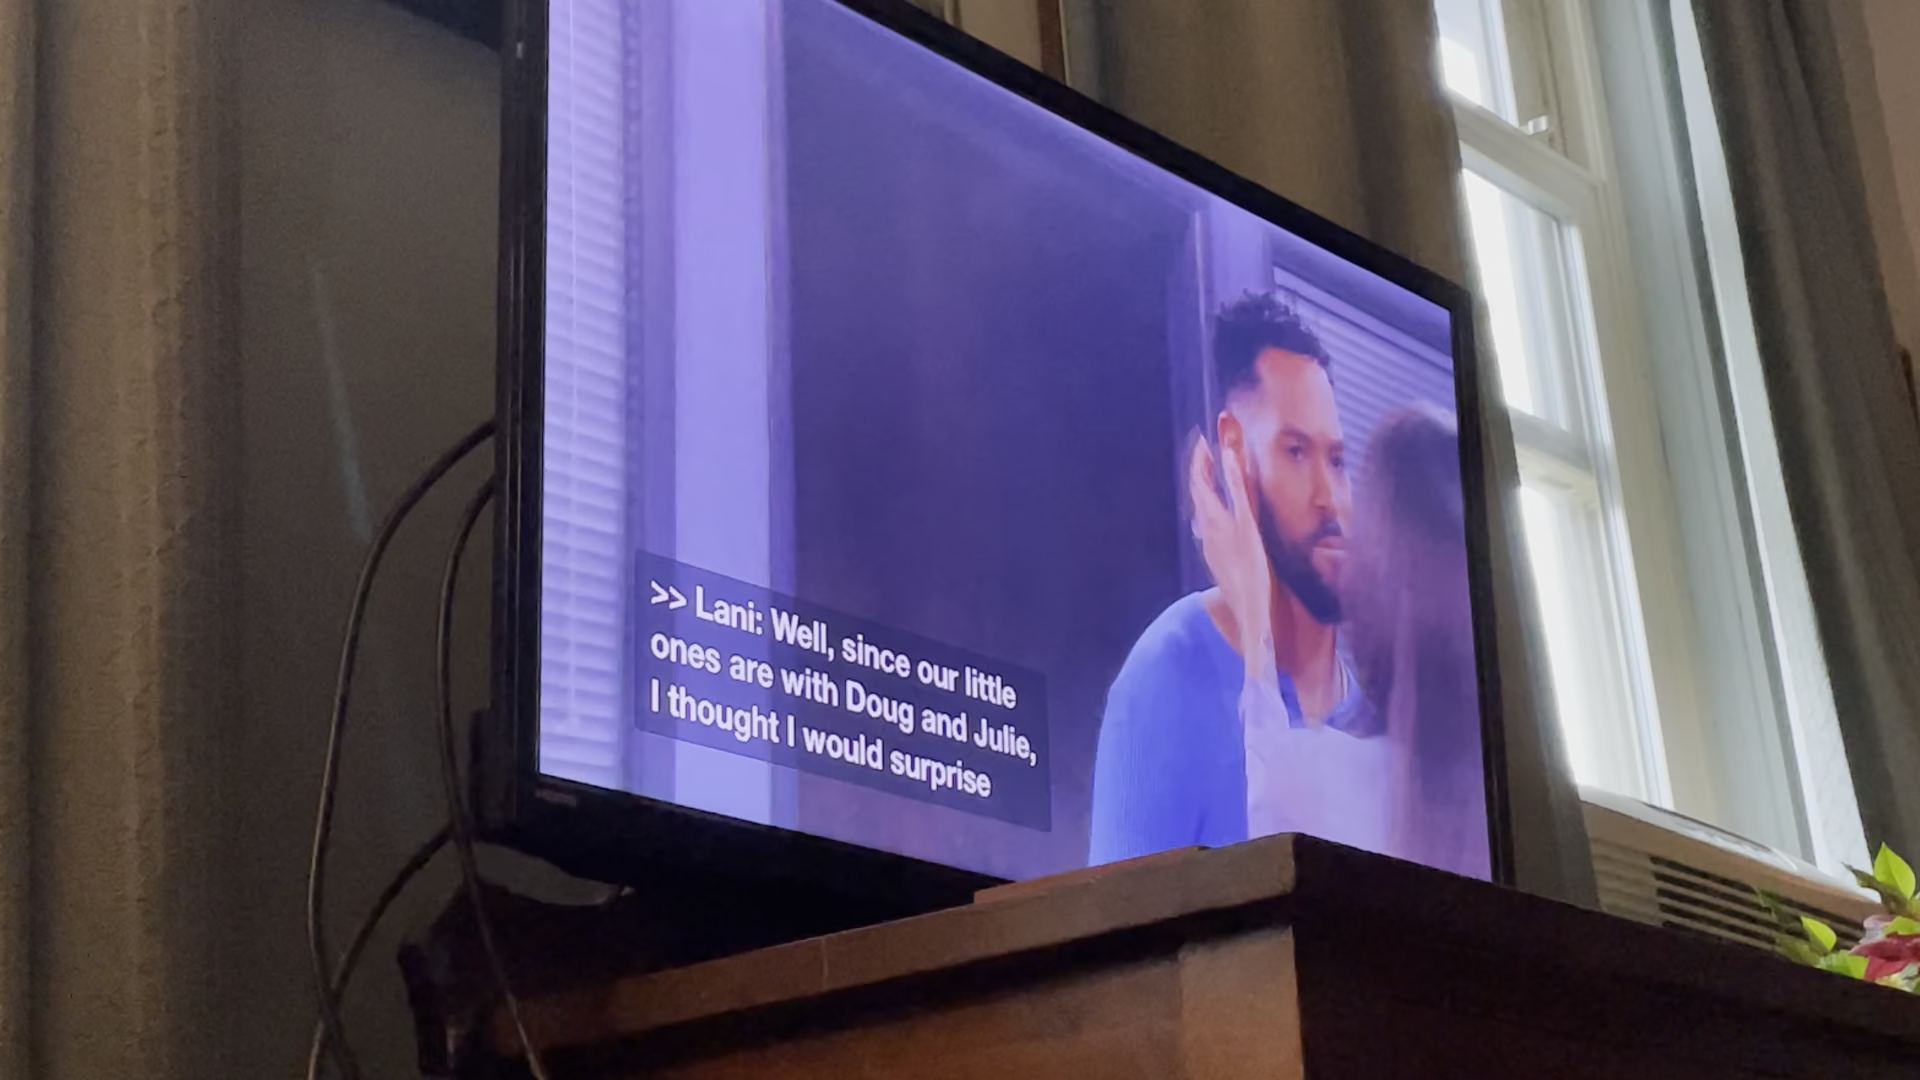 >> Lani: Well, since our little
ones are with Doug and Julie,
I thought I would surprise